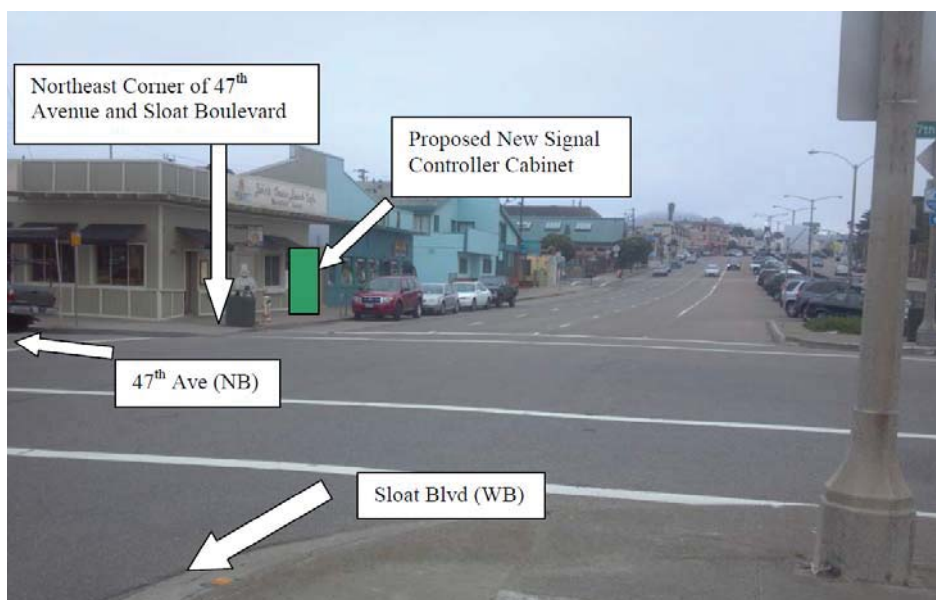 Northeast Corner of 47th
Avenue and Sloat Boulevard
Proposed New Signal
Controller Cabinet
7th
47th Ave (NB)
Sloat Blvd (WB)